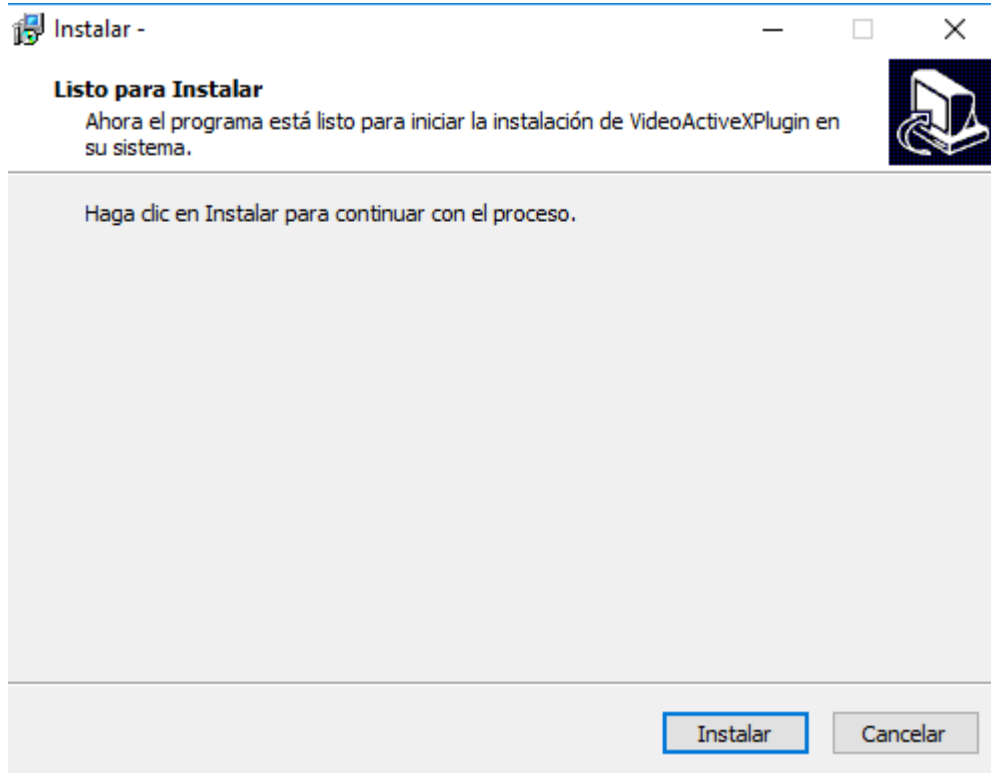 Instalar -
Listo para Instalar
Ahora el programa está listo para iniciar la instalación de VideoActiveXPlugin en
su sistema.
Haga clic en Instalar para continuar con el proceso.
Instalar
Cancelar